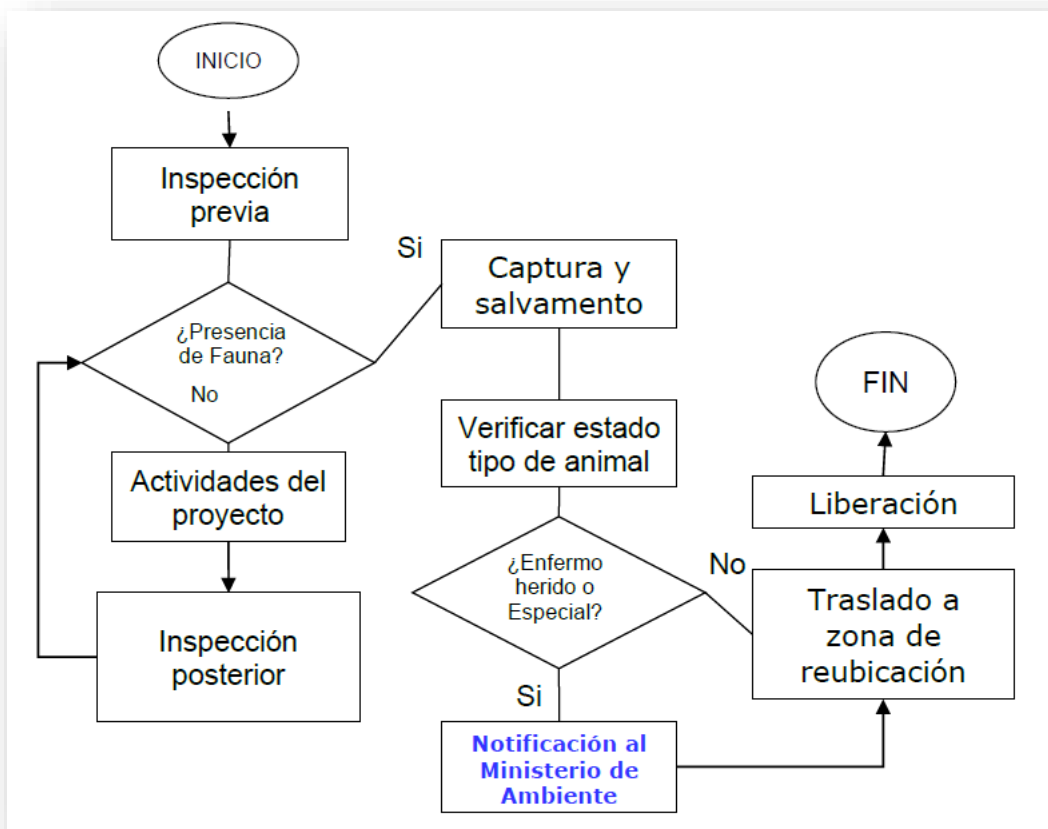 INICIO
Inspección
previa
¿Presencia
de Fauna?
No
Si
Actividades del
proyecto
Inspección
posterior
Captura y
salvamento
Verificar estado
tipo de animal
¿Enfermo
herido o
Especial?
No
Si
Notificación al
Ministerio de
Ambiente
Traslado a
zona de
reubicación
Liberación
FIN